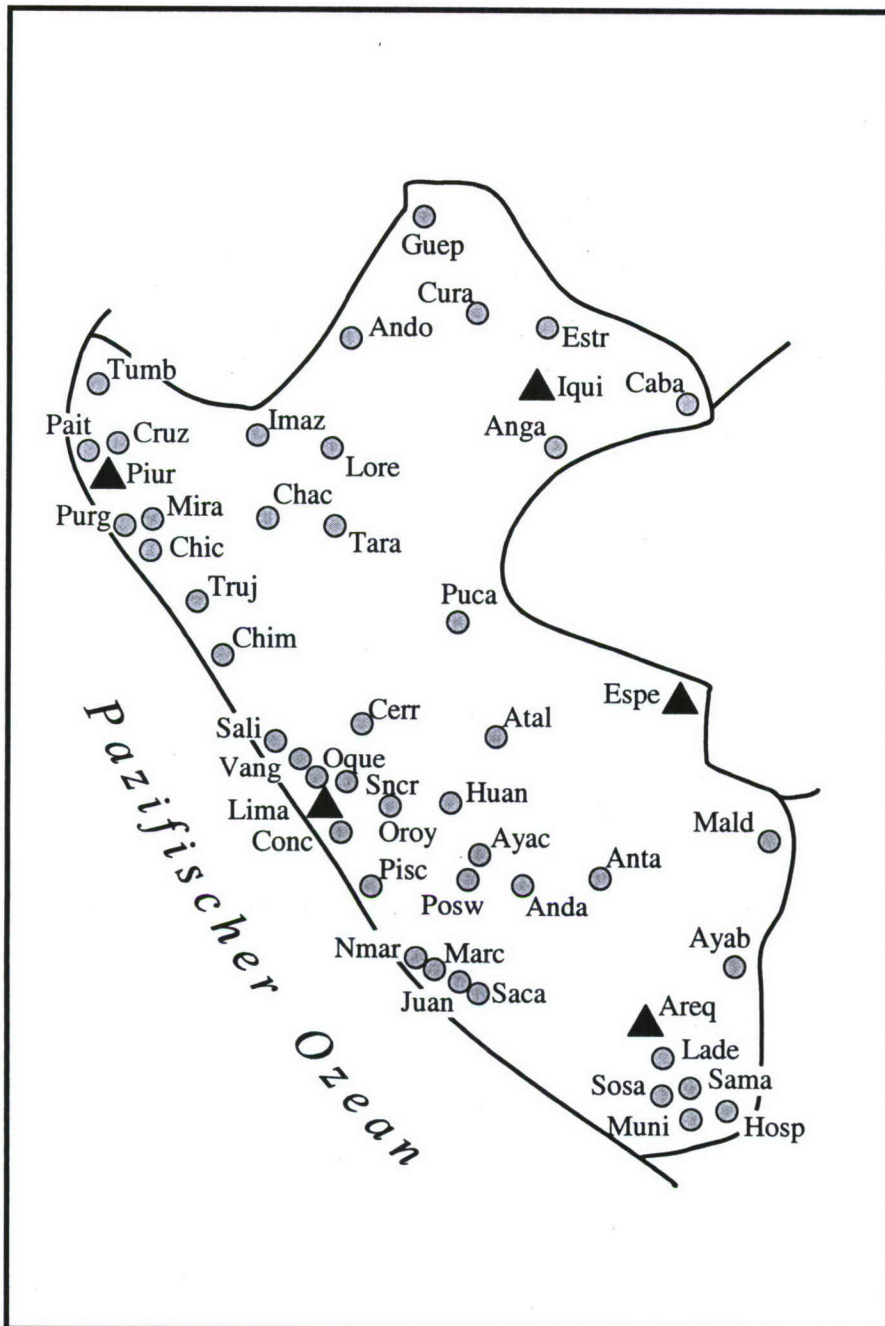 Guep
Cura
Ando
Estr
Tumb
Iqui
Caba
Pait
Cruz
Imaz
Anga
Lore
Piur
Purg
Mira
Chac
Tara
Chic
Truj
Puca
Chim
Espe
Cerr
Atal
Sali
Vang
Oque
Sncr
Huan
Lima
Oroy
Conc
Mald
Ayac
Anta
Pisc
Posw
Anda
Nmar
Marc
Ayab
Juan
Saca
Areq
Lade
Sosa
Sama
Muni
Hosp
Pazifischer Ozean